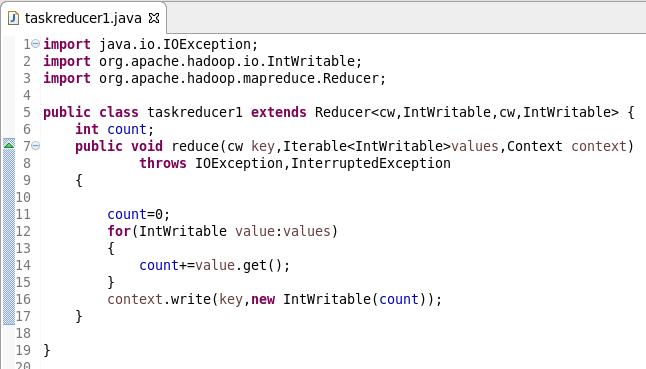 taskreducer1.java
1 import java.io.IOException;
2 import org.apache.hadoop.io.IntWritable;
3 import org.apache.hadoop.mapreduce.Reducer;
4
5 public class taskreducer1 extends Reducer<cw,IntWritable,cw,IntWritable> {
6     int count;
7     public void reduce(cw key,Iterable<IntWritable>values,Context context)
8             throws IOException,InterruptedException
9     {
10
11         count=0;
12         for(IntWritable value:values)
13         {
14             count+=value.get();
15         }
16         context.write(key,new IntWritable(count));
17     }
18
19 }
20